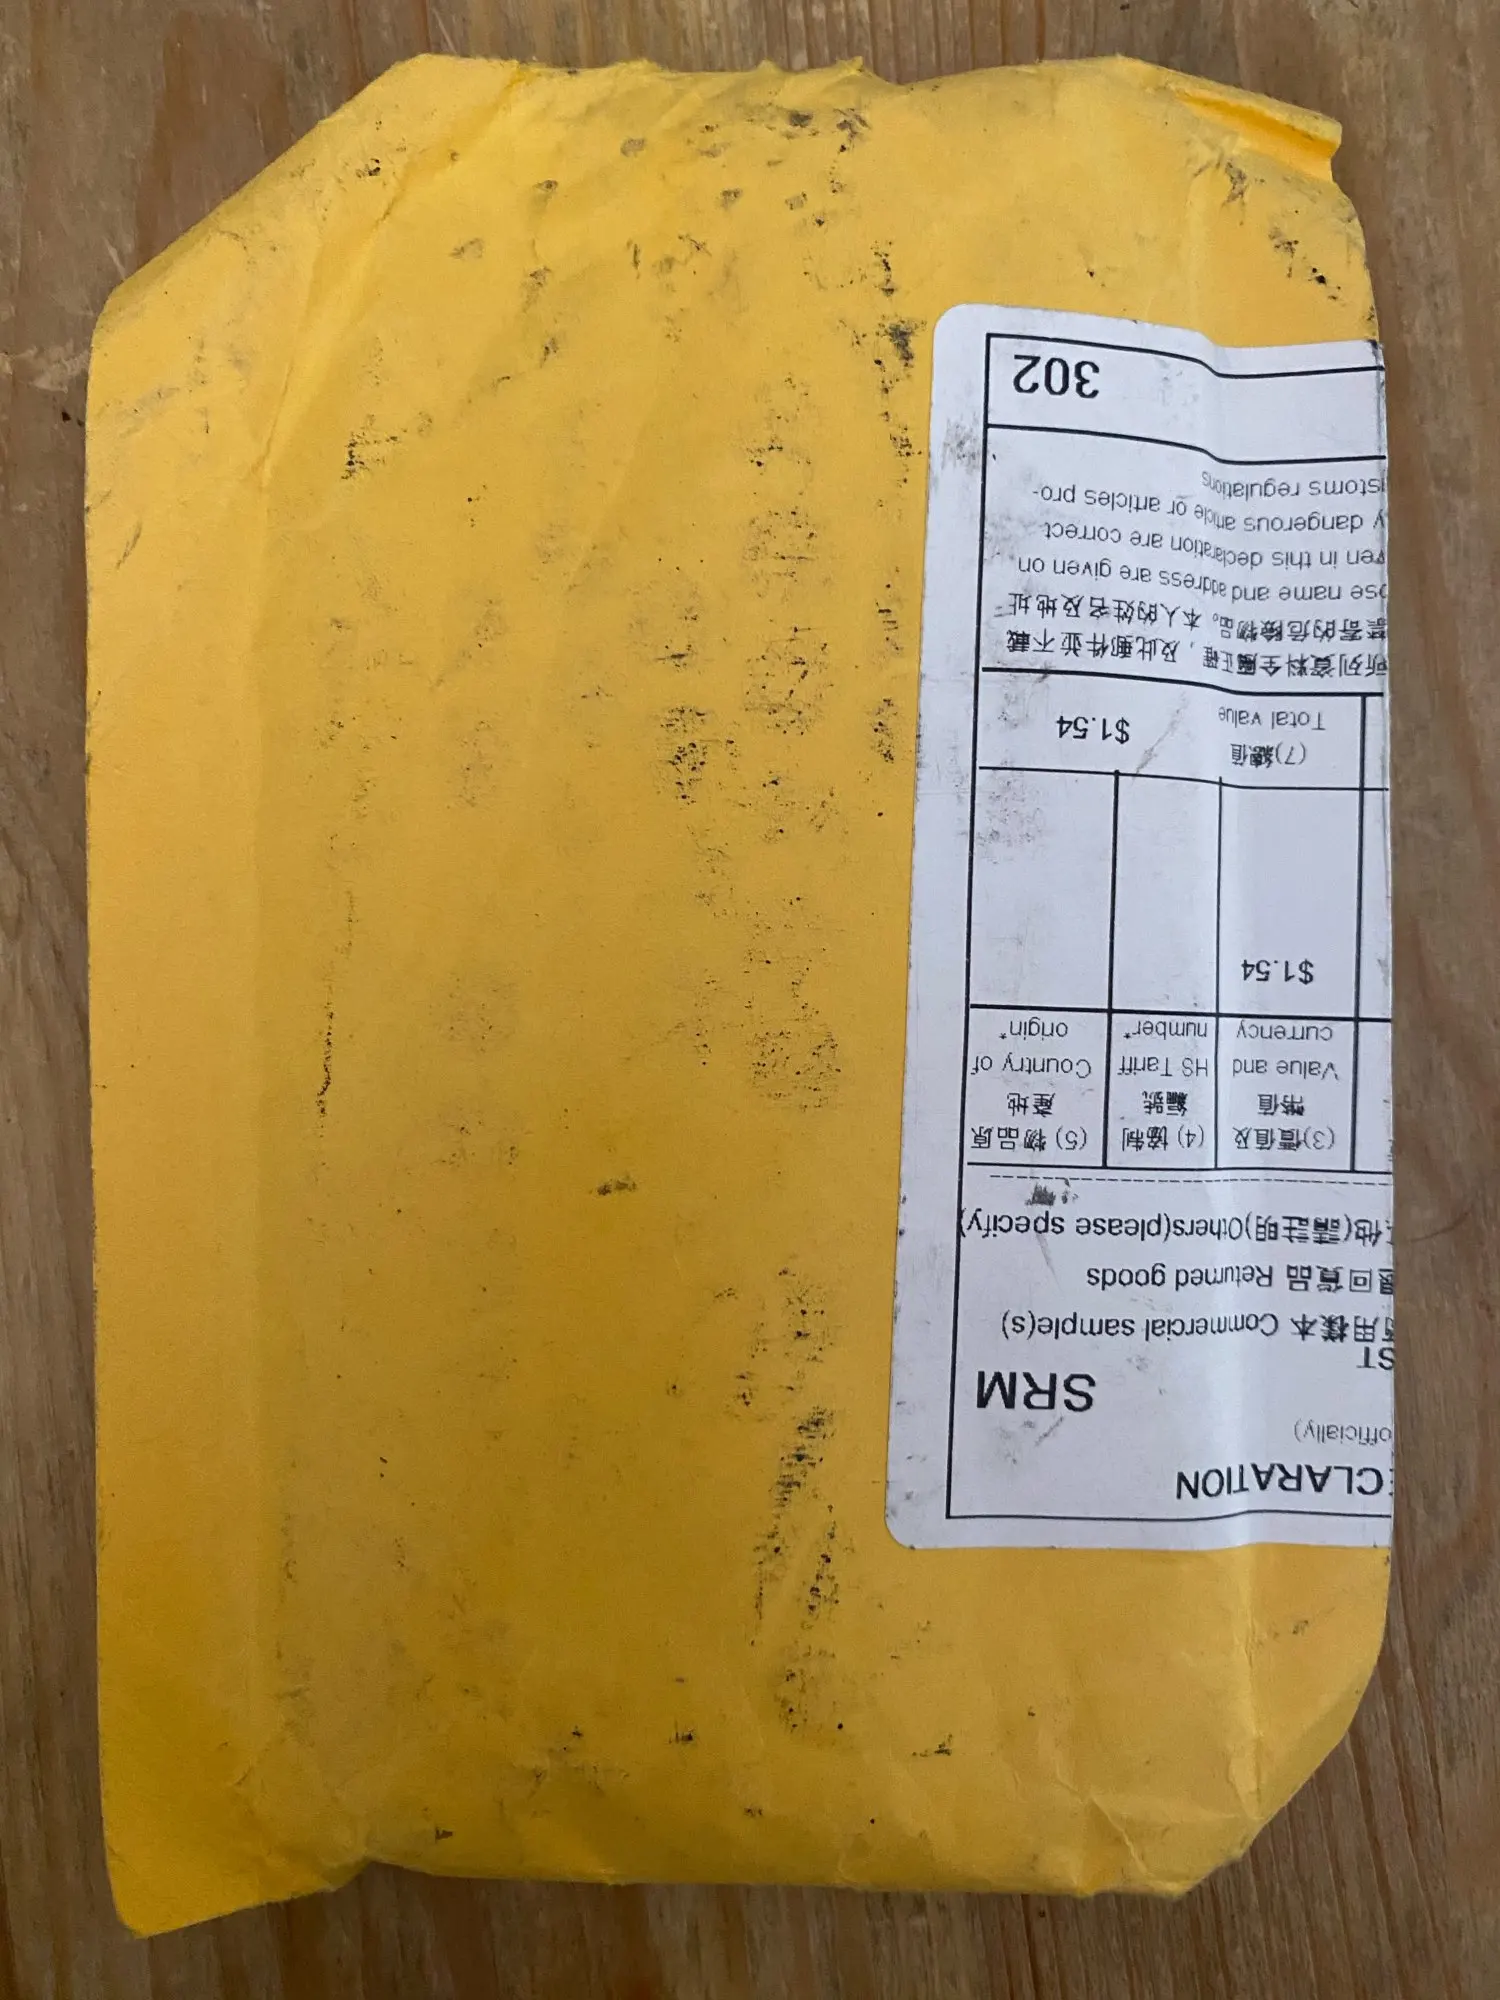 ECLARATION
officially)
SRM
ST
用樣本 Commercial sample(s)
回貨品 Returned goods
他(請註明)Others(please specify)
(3)價值及
幣值
Value and
currency
(4) 協制
編號
HS Tariff
number*
(5) 物品原
產地
Country of
origin*
$1.54
(7)總值
Total value
$1.54
所列資料全屬正確,及此郵件並不載
禁寄的危險物品。本人的姓名及地址
ose name and address are given on
ven in this declaration are correct
y dangerous article or articles pro-
stoms regulations
302